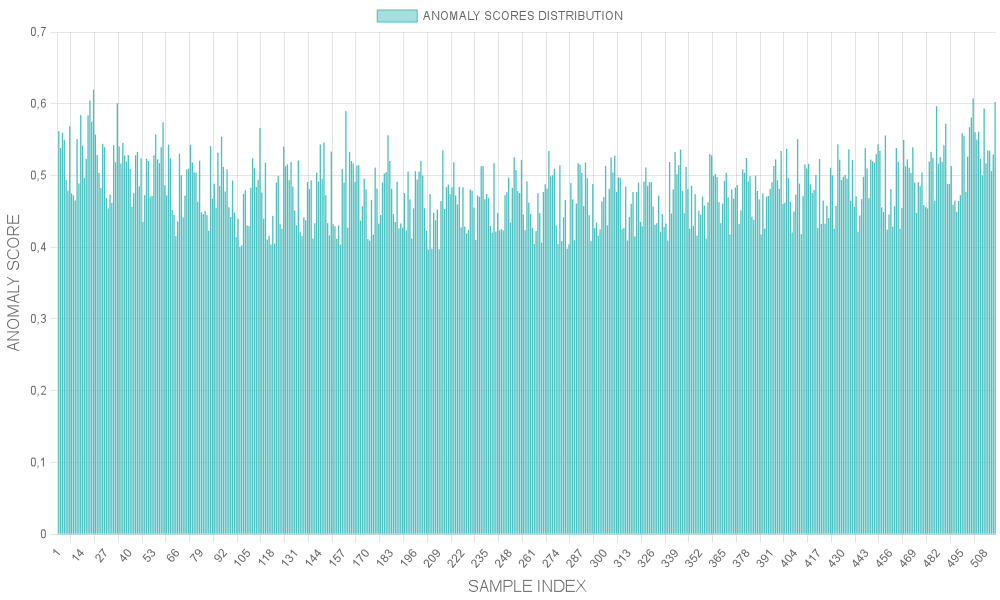 ANOMALY SCORES DISTRIBUTION
0,7
0,6
0,5
0,4
0,3
0,2
0,1
0
ANOMALY SCORE
1 14 27 40 53 66 79 92 105 118 131 144 157 170 183 196 209 222 235 248 261 274 287 300 313 326 339 352 365 378 391 404 417 430 443 456 469 482 495 508
SAMPLE INDEX